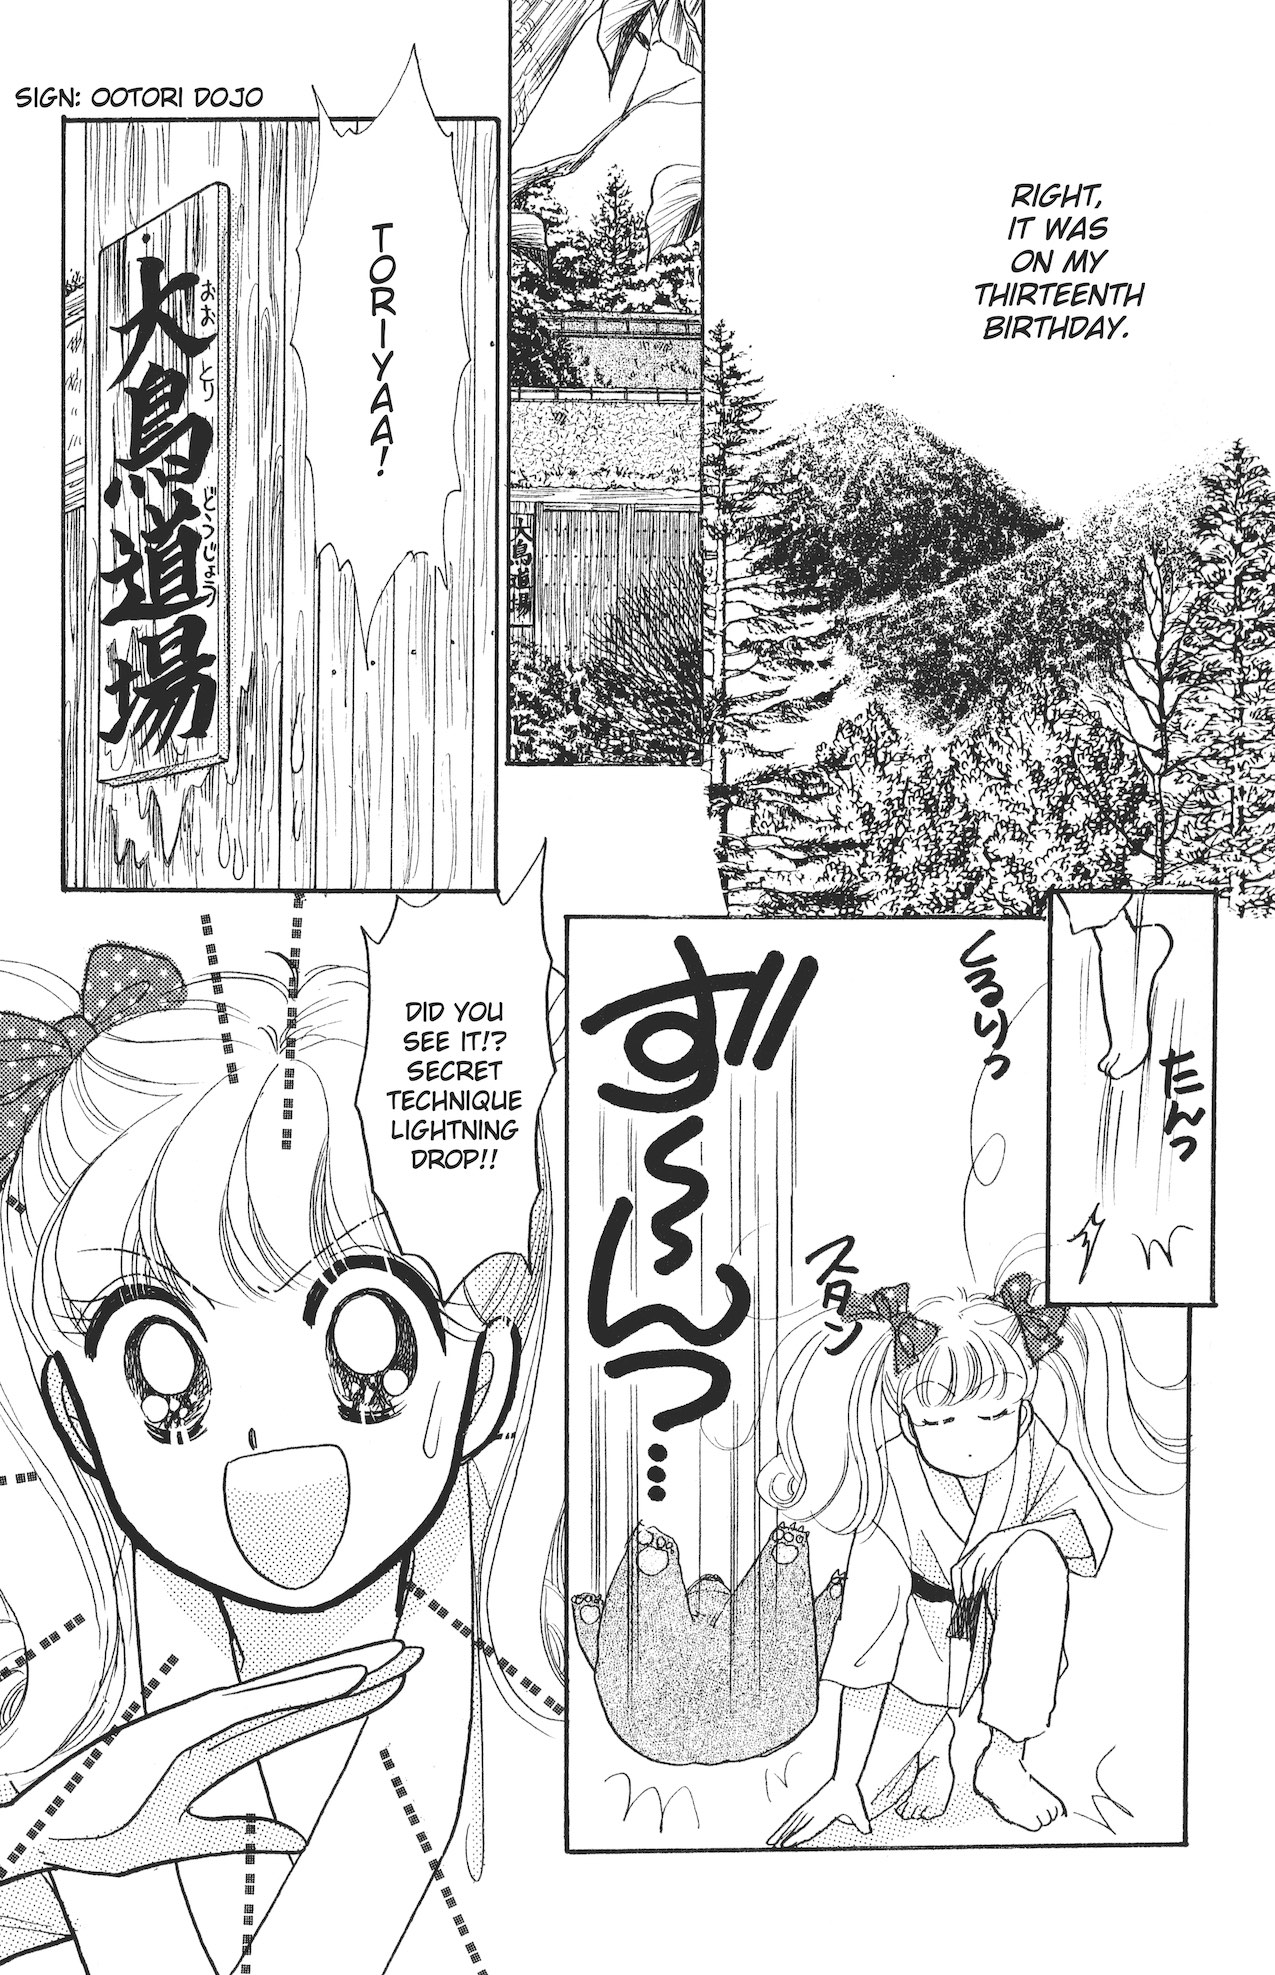 RIGHT,
IT WAS
ON MY
THIRTEENTH
BIRTHDAY.
大鳥道場
SIGN: OOTORI DOJO
TORIYAA!
大鳥道場
おおとりどうじょう
たんっ
くるりっ
スタン
ず〜んっ…
DID YOU
SEE IT!?
SECRET
TECHNIQUE
LIGHTNING
DROP!!